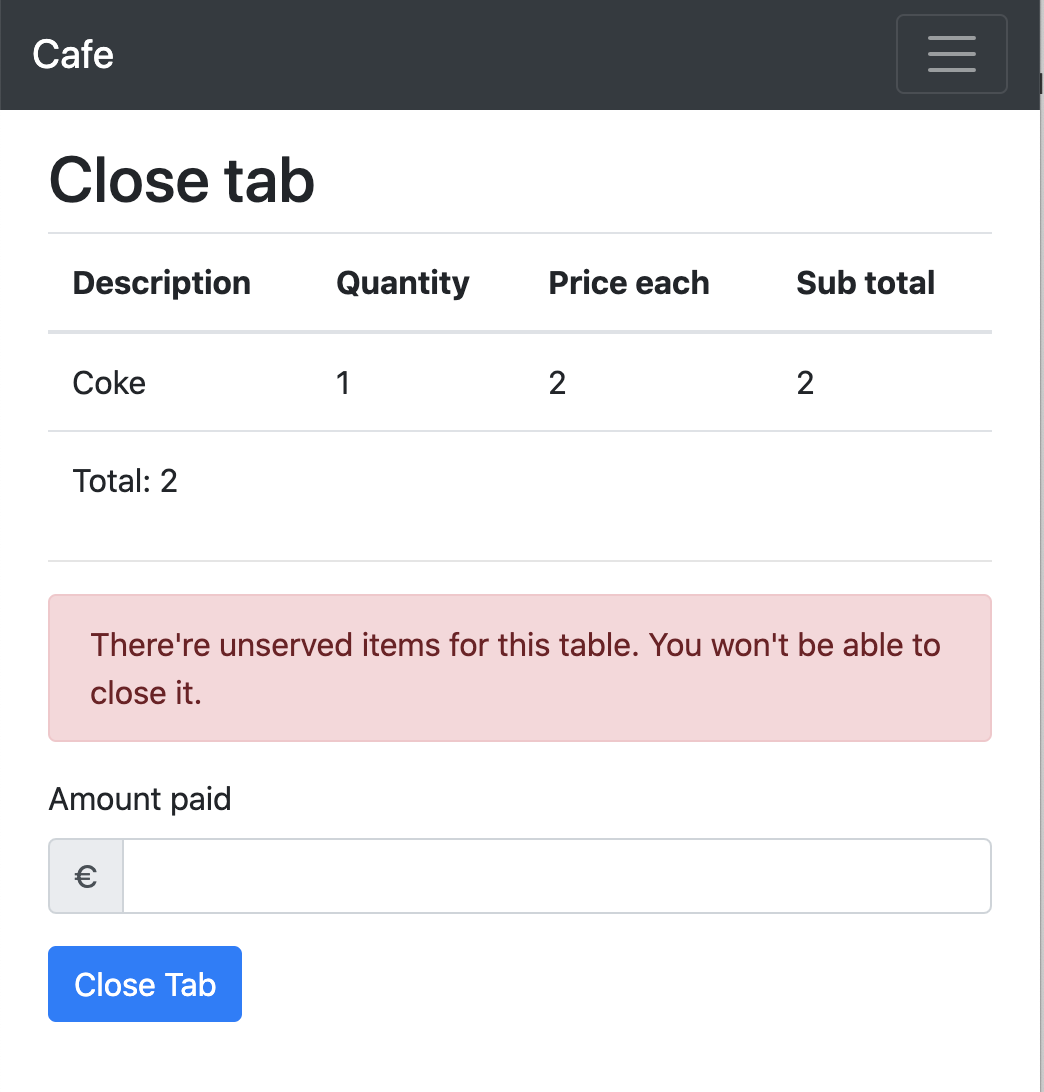 Cafe
Close tab
Description Quantity Price each Sub total
Coke 1 2 2
Total: 2
There're unserved items for this table. You won't be able to
close it.
Amount paid
€
Close Tab